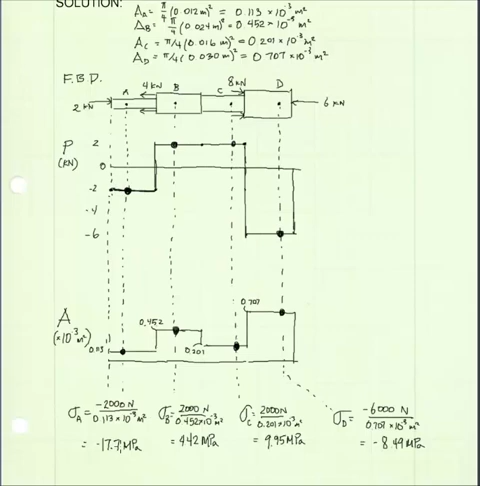 SOLUTION:
A_A = π/4 (0.012 m)² = 0.113 × 10⁻³ m²
A_B = π/4 (0.024 m)² = 0.452 × 10⁻³ m²
A_C = π/4 (0.016 m)² = 0.201 × 10⁻³ m²
A_D = π/4 (0.030 m)² = 0.707 × 10⁻³ m²
F.B.D.
4 kN B 8 kN D
A C
2 kN 6 kN
P
(kN)
2
0
-2
-4
-6
A
(×10⁻³ m²)
0.113
0.452
0.201
0.707
σ_A = -2000 N / 0.113 × 10⁻³ m² σ_B = 2000 N / 0.452 × 10⁻³ m² σ_C = 2000 N / 0.201 × 10⁻³ m² σ_D = -6000 N / 0.707 × 10⁻³ m²
= -17.7 MPa = 4.42 MPa = 9.95 MPa = -8.49 MPa